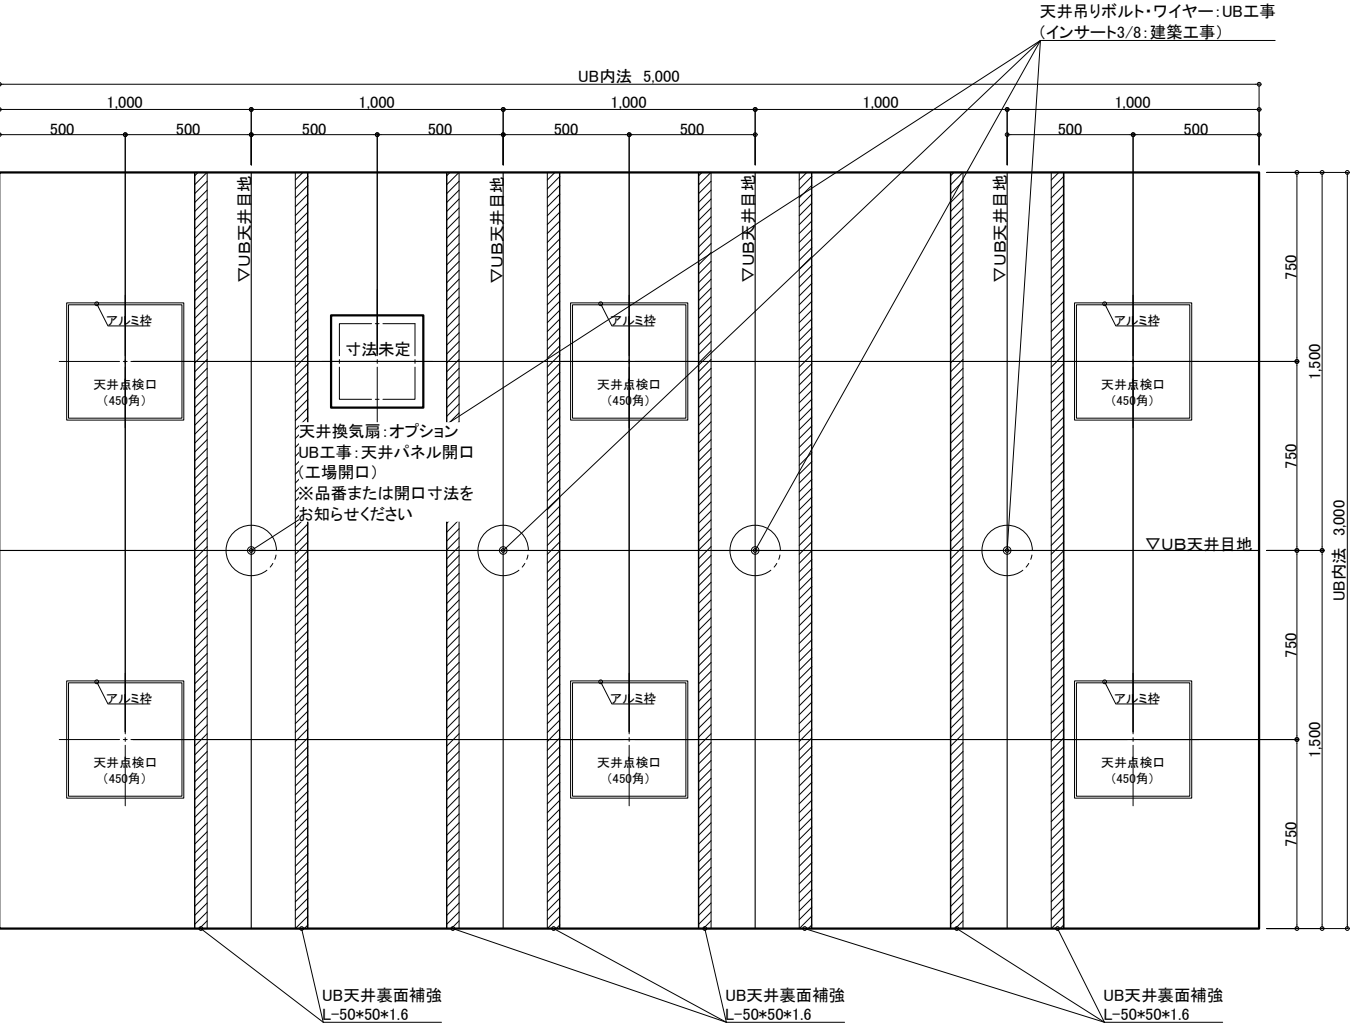 天井吊りボルト・ワイヤー:UB工事
(インサート3/8:建築工事)
UB内法 5,000
1,000
1,000
1,000
1,000
1,000
500
500
500
500
500
500
500
500
▽UB天井目地
▽UB天井目地
▽UB天井目地
▽UB天井目地
アルミ枠
天井点検口
(450角)
寸法未定
アルミ枠
天井点検口
(450角)
アルミ枠
天井点検口
(450角)
天井換気扇:オプション
UB工事:天井パネル開口
(工場開口)
※品番または開口寸法を
お知らせください
▽UB天井目地
アルミ枠
天井点検口
(450角)
アルミ枠
天井点検口
(450角)
アルミ枠
天井点検口
(450角)
750
750
750
750
1,500
1,500
UB内法 3,000
UB天井裏面補強
L-50*50*1.6
UB天井裏面補強
L-50*50*1.6
UB天井裏面補強
L-50*50*1.6